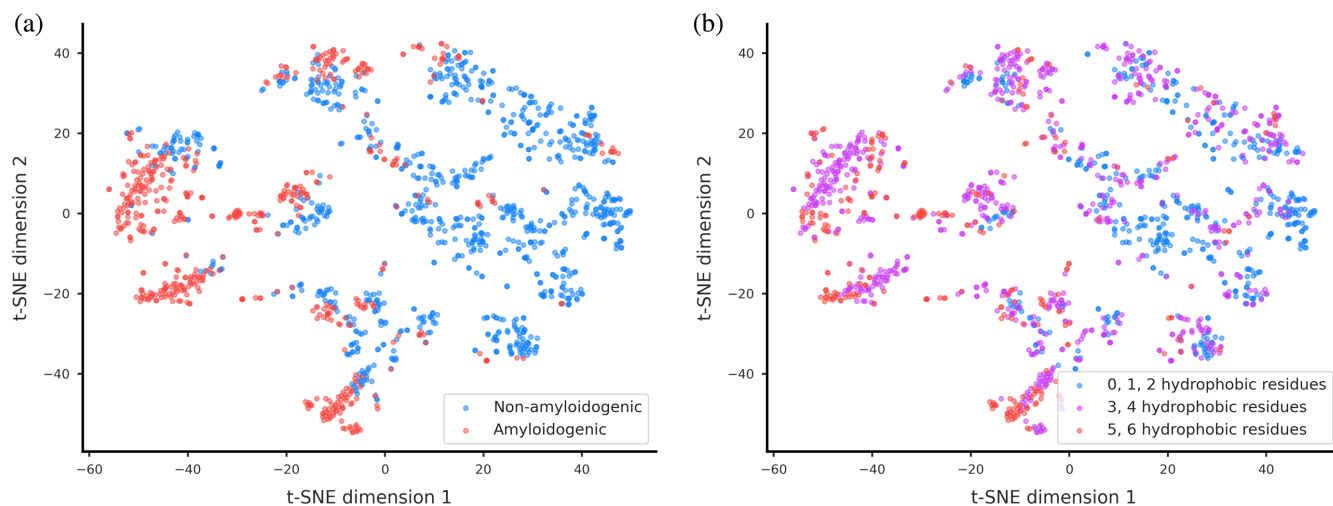 (a)
40
20
0
−20
−40
t-SNE dimension 2
−60
−40
−20
0
20
40
t-SNE dimension 1
Non-amyloidogenic
Amyloidogenic
(b)
40
20
0
−20
−40
t-SNE dimension 2
−60
−40
−20
0
20
40
t-SNE dimension 1
0, 1, 2 hydrophobic residues
3, 4 hydrophobic residues
5, 6 hydrophobic residues